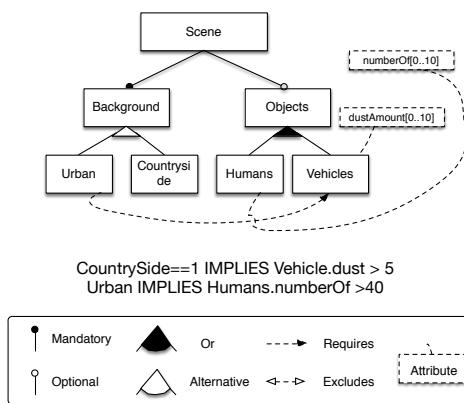 Scene
numberOf[0..10]
Background
Objects
dustAmount[0..10]
Urban
Countrysi
de
Humans
Vehicles
CountrySide==1 IMPLIES Vehicle.dust > 5
Urban IMPLIES Humans.numberOf >40
Mandatory
Or
Requires
Optional
Alternative
Excludes
Attribute